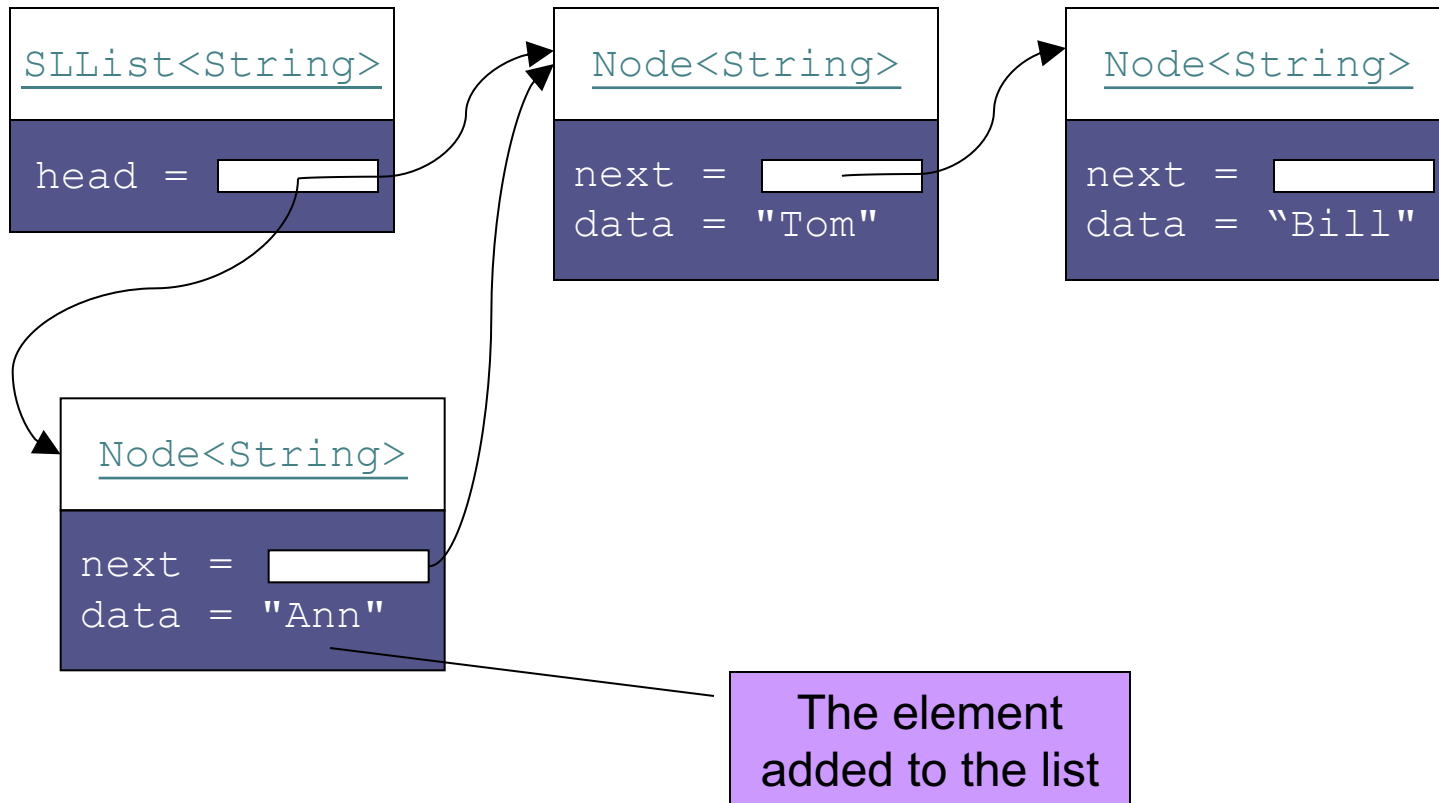 SLList<String>
head =
Node<String>
next =
data = "Tom"
Node<String>
next =
data = “Bill"
Node<String>
next =
data = "Ann"
The element
added to the list